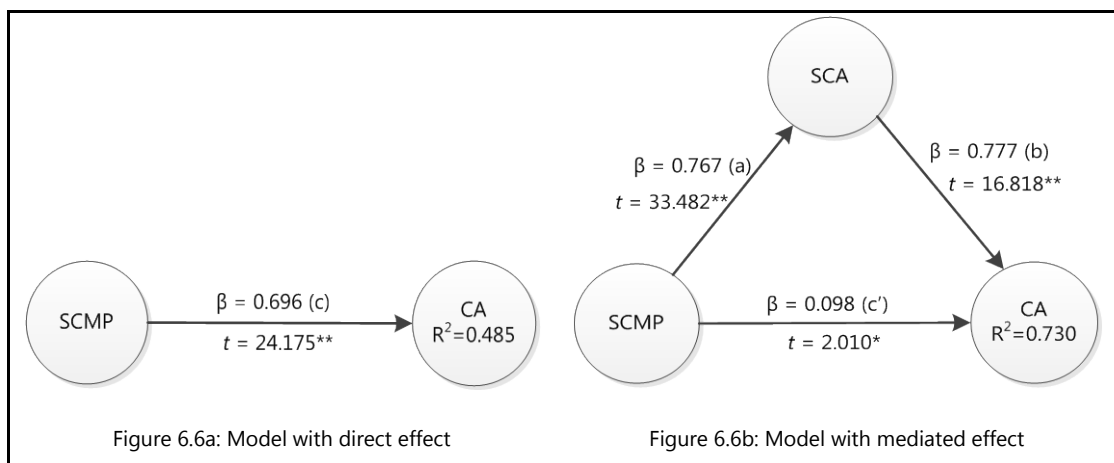 SCMP
β = 0.696 (c)
t = 24.175**
CA
R²=0.485
Figure 6.6a: Model with direct effect
SCA
β = 0.767 (a)
t = 33.482**
β = 0.777 (b)
t = 16.818**
SCMP
β = 0.098 (c’)
t = 2.010*
CA
R²=0.730
Figure 6.6b: Model with mediated effect